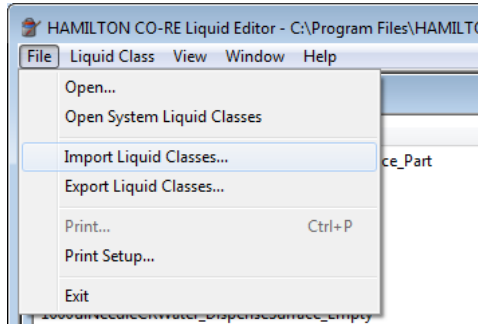 HAMILTON CO-RE Liquid Editor - C:\Program Files\HAMILTO
File Liquid Class View Window Help
Open...
Open System Liquid Classes
Import Liquid Classes...
ce_Part
Export Liquid Classes...
Print... Ctrl+P
Print Setup...
Exit